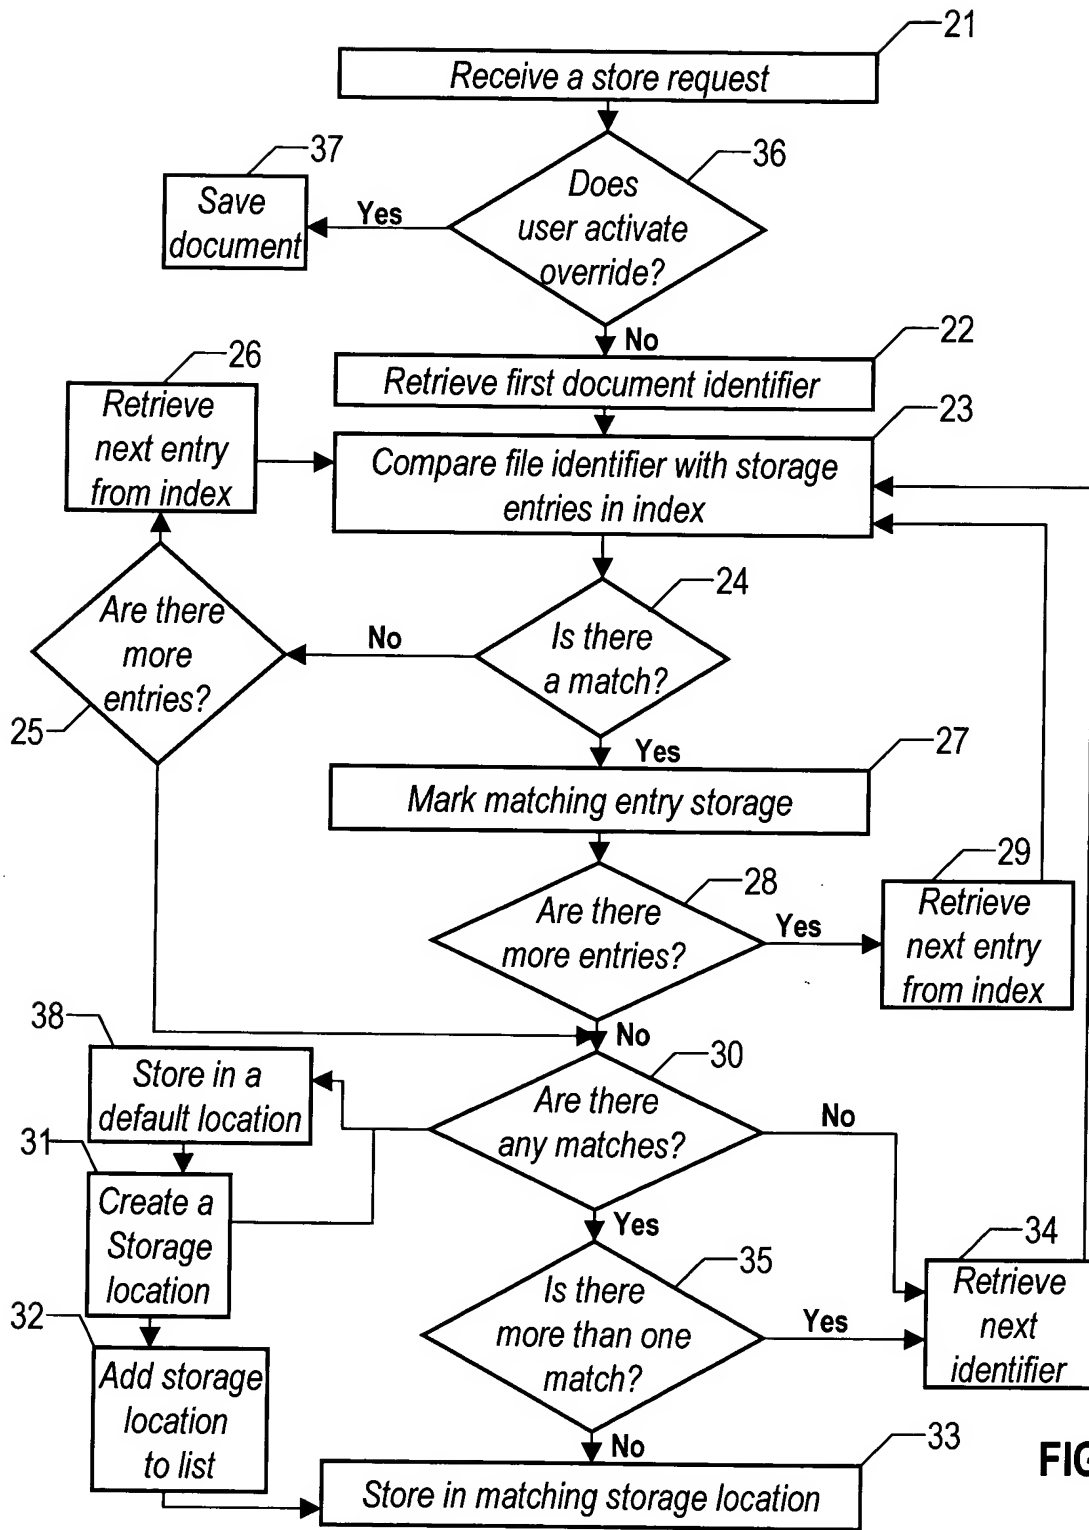 21
Receive a store request
37
36
Save
document
Yes
Does
user activate
override?
No
22
26
Retrieve first document identifier
23
Retrieve
next entry
from index
Compare file identifier with storage
entries in index
24
Are there
more
entries?
No
Is there
a match?
25
Yes
27
Mark matching entry storage
28
29
Are there
more entries?
Yes
Retrieve
next entry
from index
38
No
30
Store in a
default location
Are there
any matches?
No
31
Create a
Storage
location
Yes
35
34
Is there
more than one
match?
Yes
Retrieve
next
identifier
32
Add storage
location
to list
No
33
Store in matching storage location
FIG